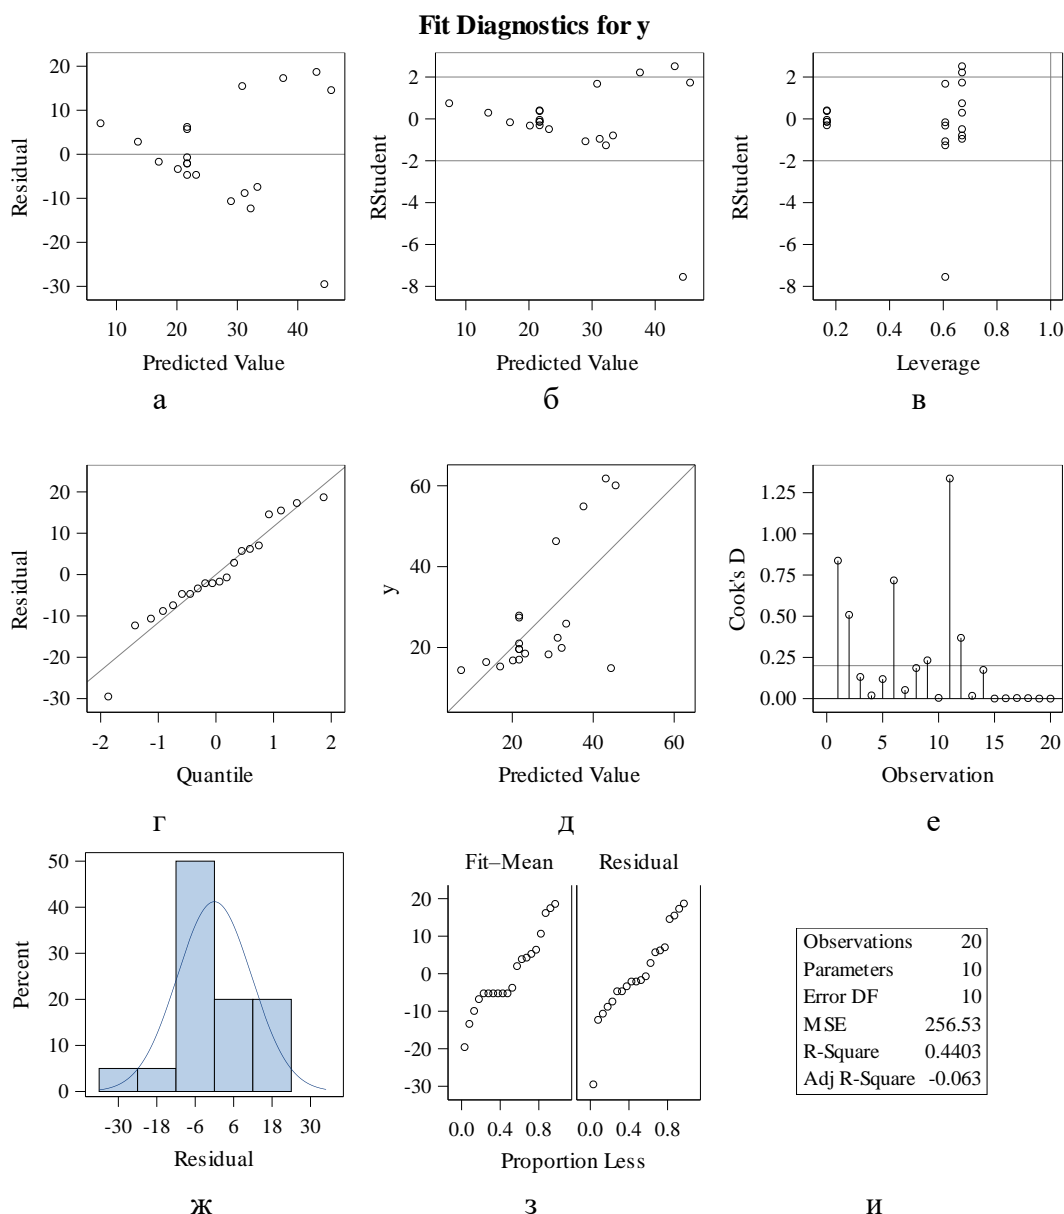 Fit Diagnostics for y
Residual
20
10
0
-10
-20
-30
10 20 30 40
Predicted Value
а
RStudent
2
0
-2
-4
-6
-8
10 20 30 40
Predicted Value
б
RStudent
2
0
-2
-4
-6
-8
0.2 0.4 0.6 0.8 1.0
Leverage
в
Residual
20
10
0
-10
-20
-30
-2 -1 0 1 2
Quantile
г
y
60
40
20
20 40 60
Predicted Value
д
Cook's D
1.25
1.00
0.75
0.50
0.25
0.00
0 5 10 15 20
Observation
е
Percent
50
40
30
20
10
0
-30 -18 -6 6 18 30
Residual
ж
Fit–Mean Residual
20
10
0
-10
-20
-30
0.0 0.4 0.8 0.0 0.4 0.8
Proportion Less
з
Observations 20
Parameters 10
Error DF 10
MSE 256.53
R-Square 0.4403
Adj R-Square -0.063
и